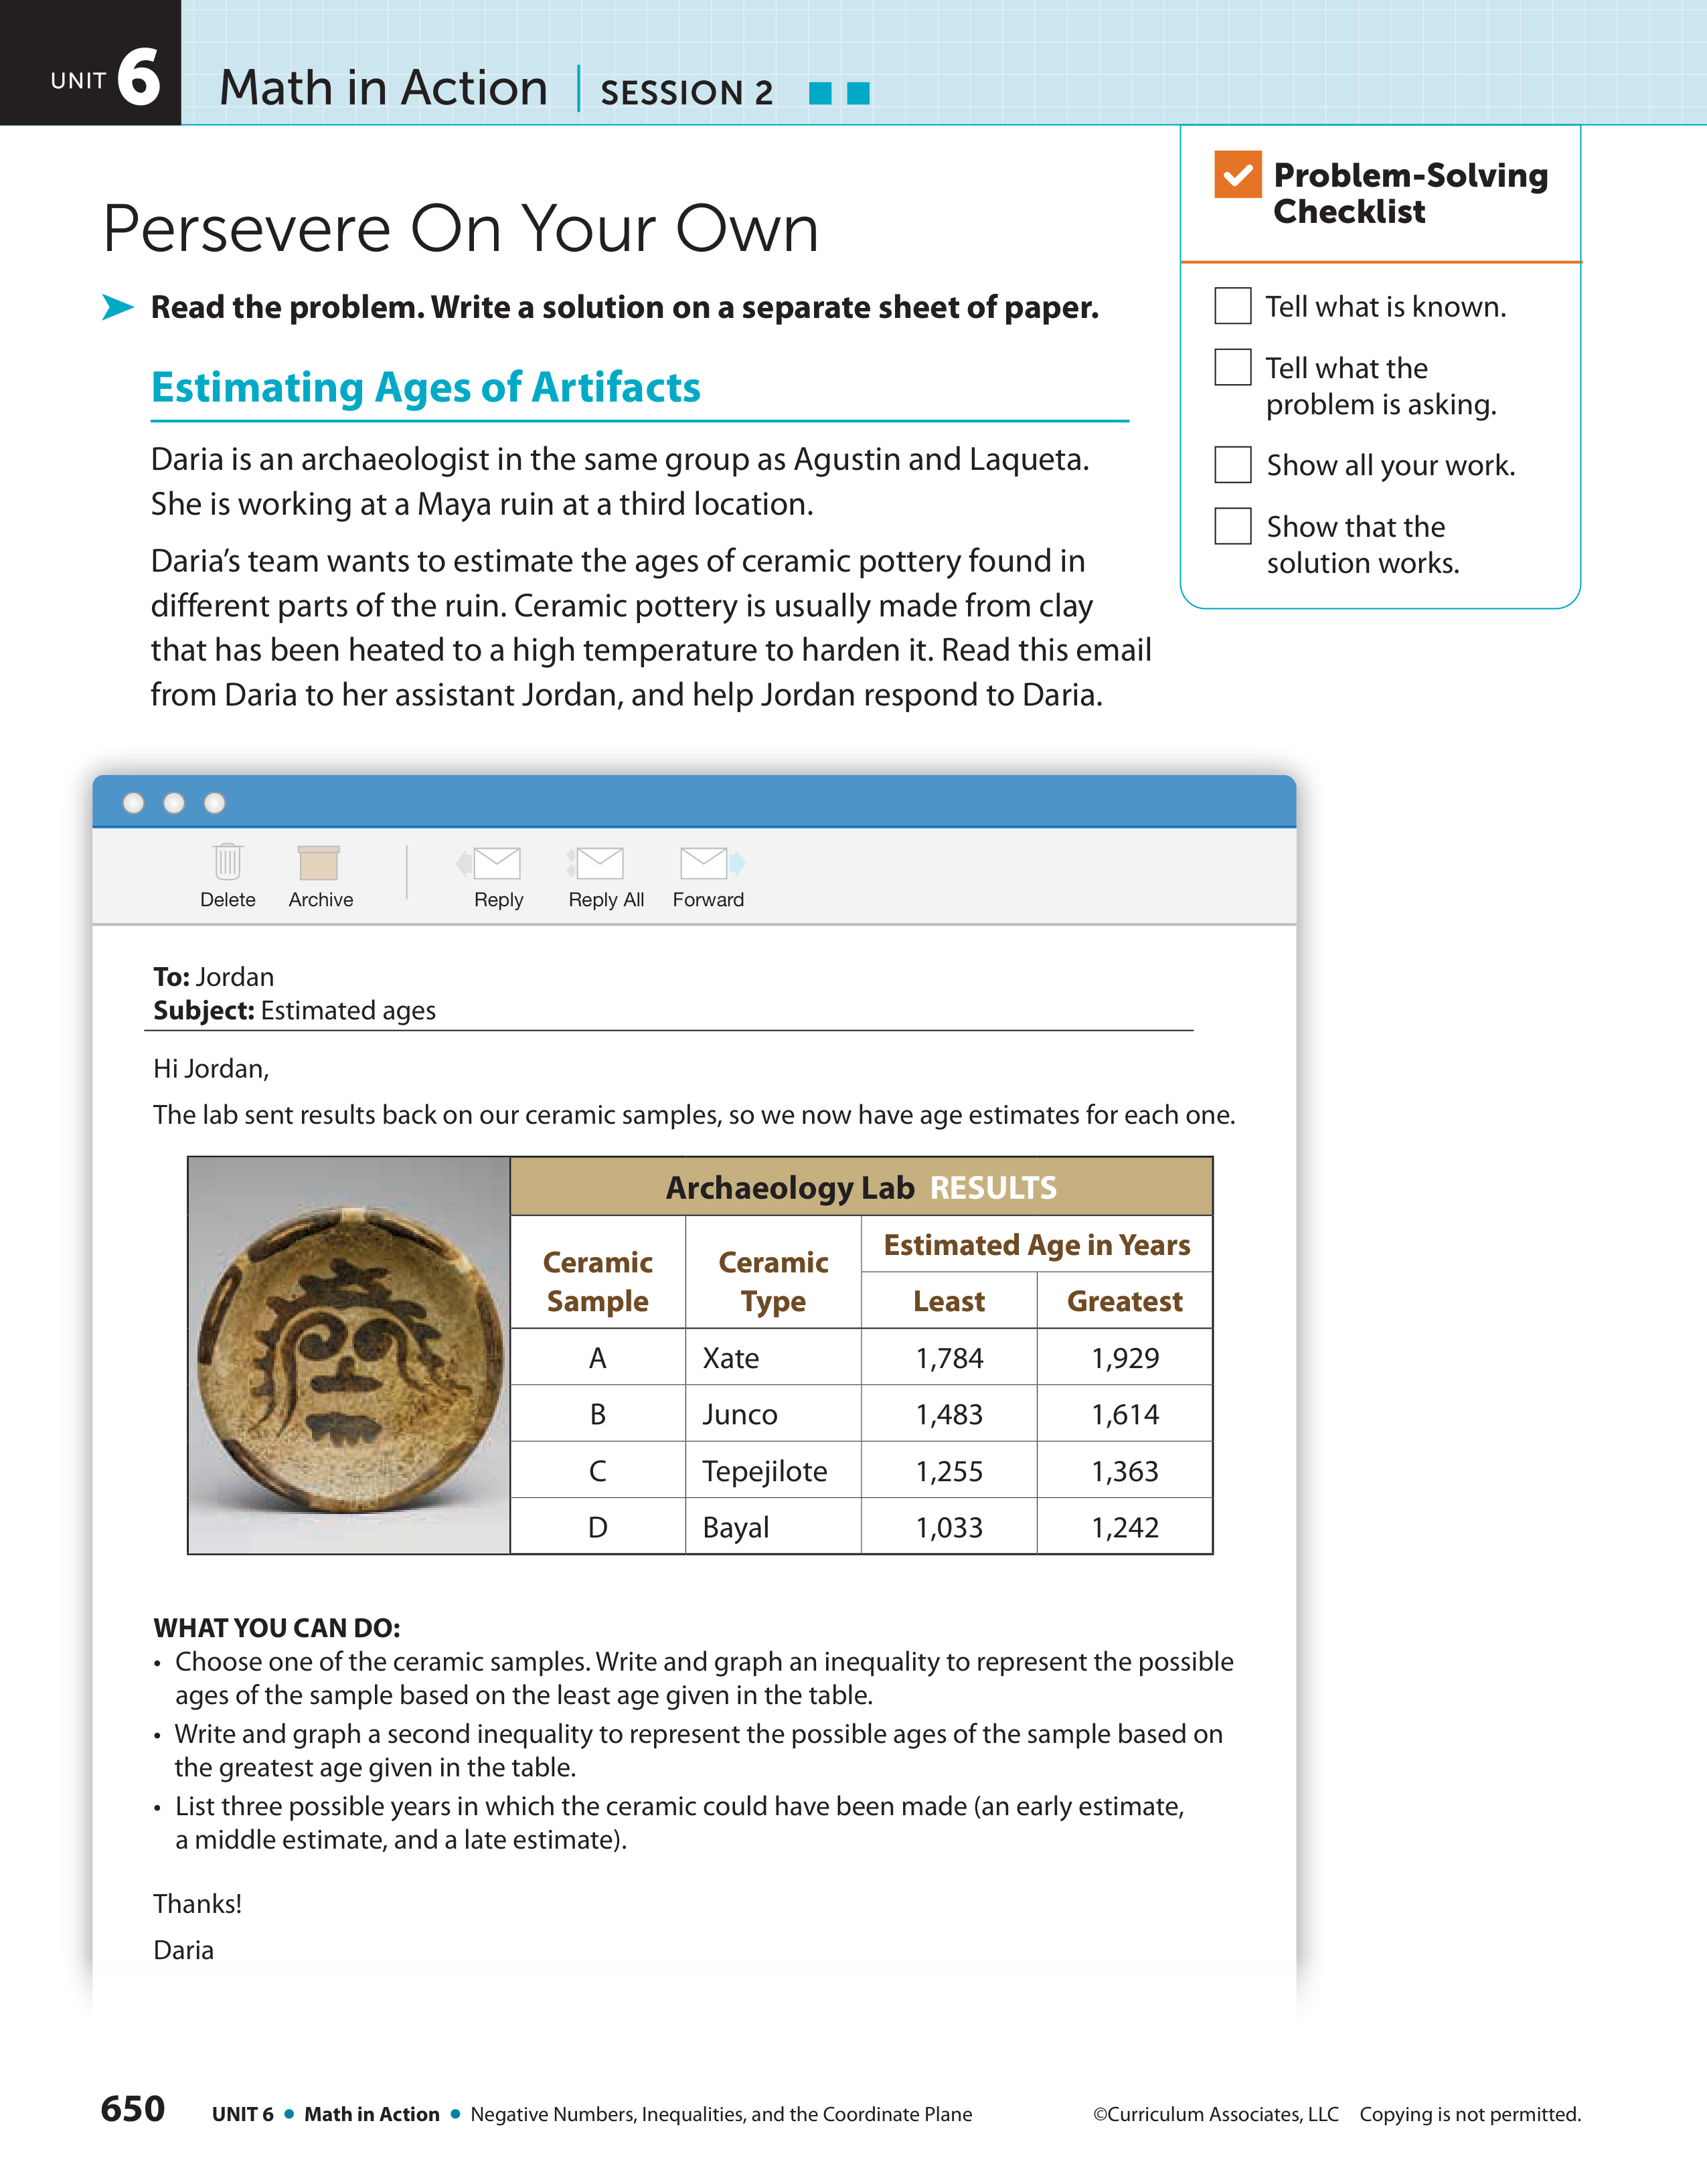 UNIT 6
Math in Action | SESSION 2
Persevere On Your Own
Read the problem. Write a solution on a separate sheet of paper.
Estimating Ages of Artifacts
Daria is an archaeologist in the same group as Agustin and Laqueta.
She is working at a Maya ruin at a third location.
Daria’s team wants to estimate the ages of ceramic pottery found in
different parts of the ruin. Ceramic pottery is usually made from clay
that has been heated to a high temperature to harden it. Read this email
from Daria to her assistant Jordan, and help Jordan respond to Daria.
Problem-Solving
Checklist
Tell what is known.
Tell what the
problem is asking.
Show all your work.
Show that the
solution works.
Delete Archive Reply Reply All Forward
To: Jordan
Subject: Estimated ages
Hi Jordan,
The lab sent results back on our ceramic samples, so we now have age estimates for each one.
Archaeology Lab RESULTS
Ceramic
Sample
Ceramic
Type
Estimated Age in Years
Least Greatest
A Xate 1,784 1,929
B Junco 1,483 1,614
C Tepejilote 1,255 1,363
D Bayal 1,033 1,242
WHAT YOU CAN DO:
• Choose one of the ceramic samples. Write and graph an inequality to represent the possible
ages of the sample based on the least age given in the table.
• Write and graph a second inequality to represent the possible ages of the sample based on
the greatest age given in the table.
• List three possible years in which the ceramic could have been made (an early estimate,
a middle estimate, and a late estimate).
Thanks!
Daria
650 UNIT 6 • Math in Action • Negative Numbers, Inequalities, and the Coordinate Plane ©Curriculum Associates, LLC Copying is not permitted.